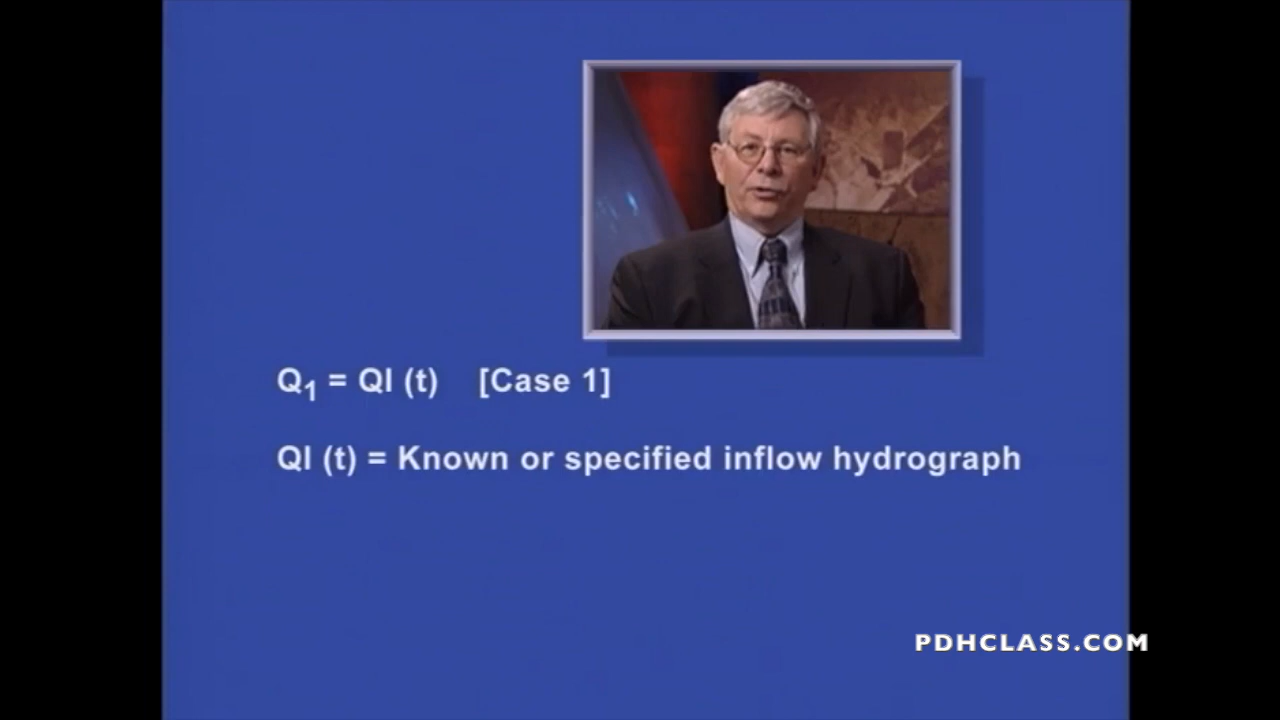 Q₁ = QI (t) [Case 1]
QI (t) = Known or specified inflow hydrograph
PDHCLASS.COM